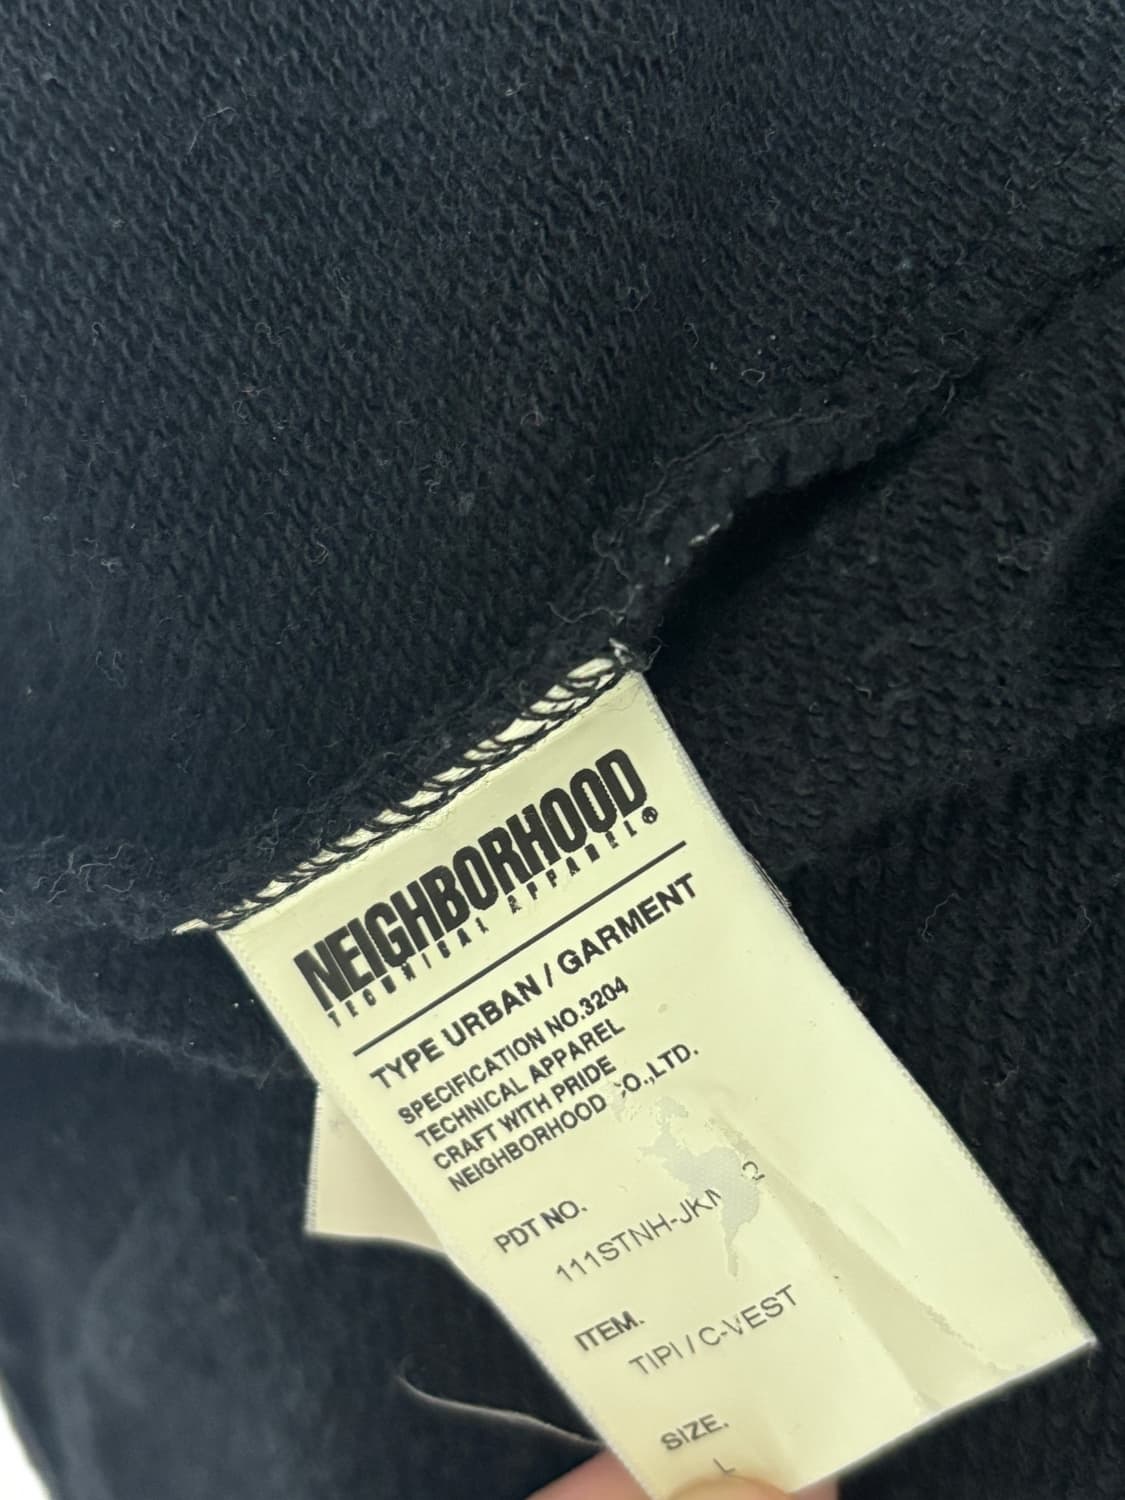 NEIGHBORHOOD®
TECHNICAL APPAREL
TYPE URBAN / GARMENT
SPECIFICATION NO.3204
TECHNICAL APPAREL
CRAFT WITH PRIDE
NEIGHBORHOOD CO.,LTD.
PDT NO.
ITEM.
TIPI / C-VEST
SIZE.
L